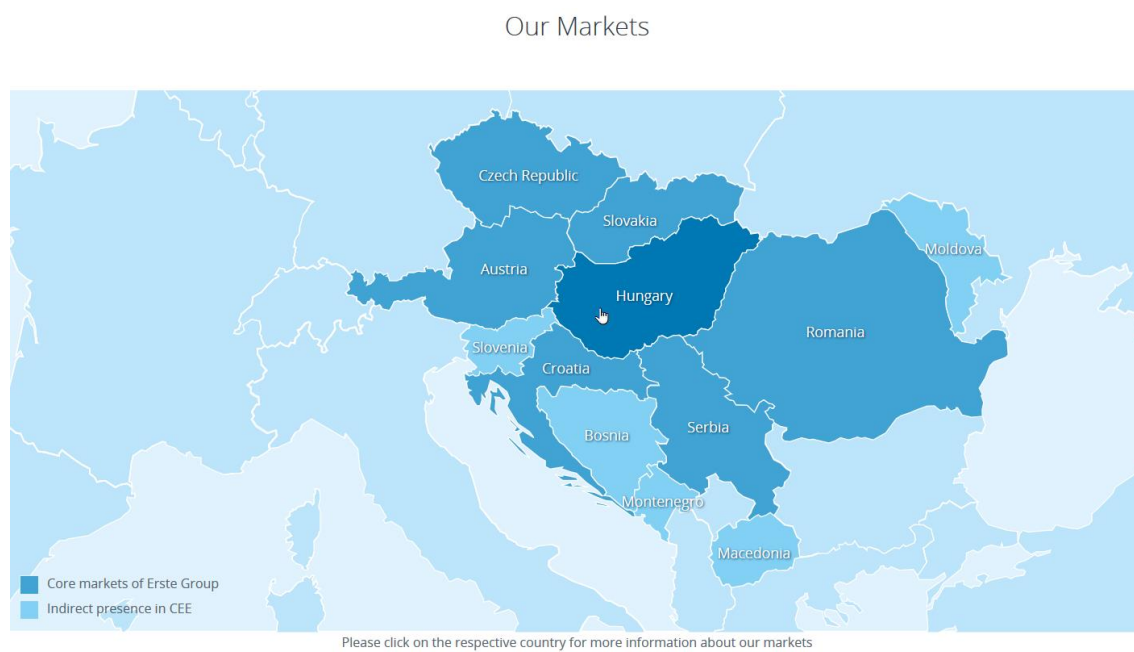 Our Markets
Czech Republic
Slovakia
Moldova
Austria
Hungary
Romania
Slovenia
Croatia
Serbia
Bosnia
Montenegro
Macedonia
Core markets of Erste Group
Indirect presence in CEE
Please click on the respective country for more information about our markets